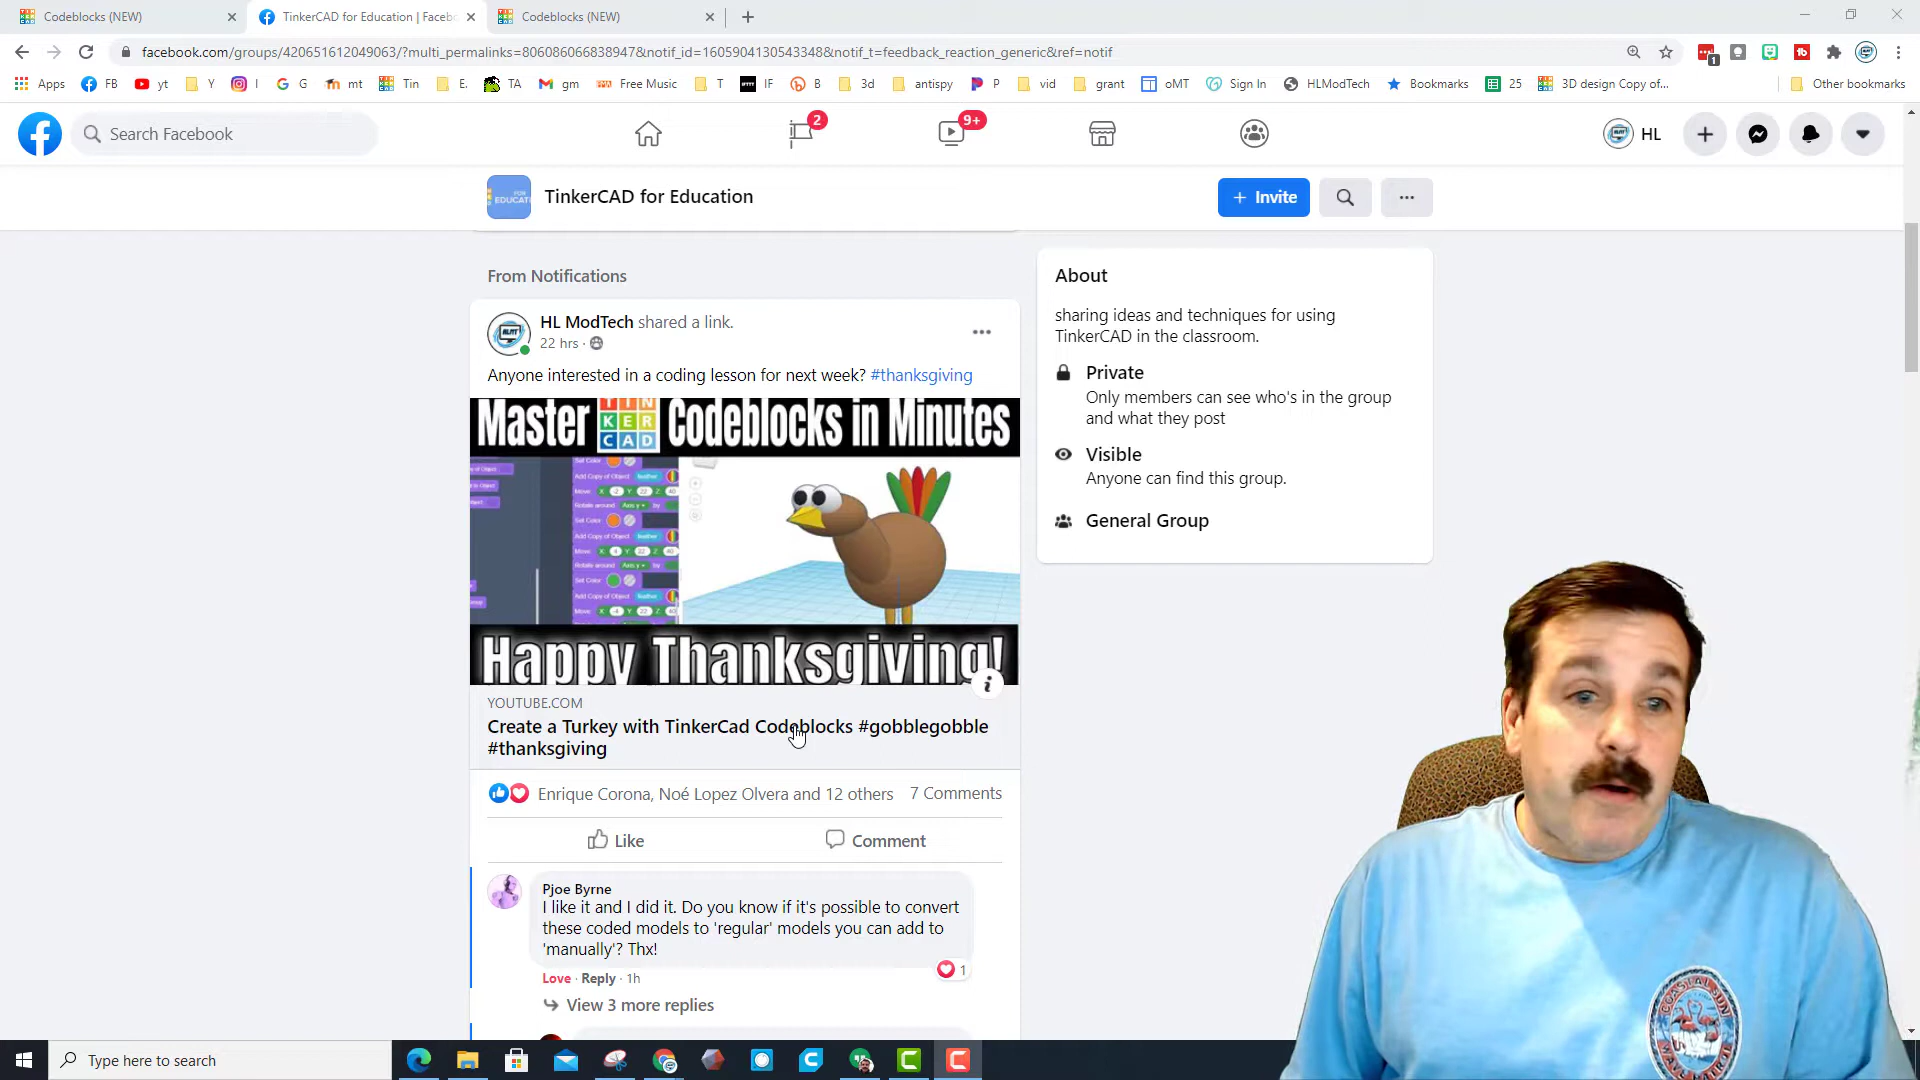 Codeblocks (NEW)
TinkerCAD for Education | Facebo
Codeblocks (NEW)
facebook.com/groups/420651612049063/?multi_permalinks=806086066838947&notif_id=1605904130543348&notif_t=feedback_reaction_generic&ref=notif
Apps FB yt Y I G mt Tin E. TA gm Free Music T IF B 3d antispy P vid grant oMT Sign In HLModTech Bookmarks 25 3D design Copy of... Other bookmarks
Search Facebook
2
9+
HL
TinkerCAD for Education
+ Invite
From Notifications
HL ModTech shared a link.
22 hrs ·
Anyone interested in a coding lesson for next week? #thanksgiving
Master TINKERCAD Codeblocks in Minutes
Happy Thanksgiving!
YOUTUBE.COM
Create a Turkey with TinkerCad Codeblocks #gobblegobble
#thanksgiving
Enrique Corona, Noé Lopez Olvera and 12 others 7 Comments
Like Comment
Pjoe Byrne
I like it and I did it. Do you know if it's possible to convert
these coded models to 'regular' models you can add to
'manually'? Thx!
1
Love · Reply · 1h
View 3 more replies
About
sharing ideas and techniques for using
TinkerCAD in the classroom.
Private
Only members can see who's in the group
and what they post
Visible
Anyone can find this group.
General Group
COASTAL SUN
Type here to search